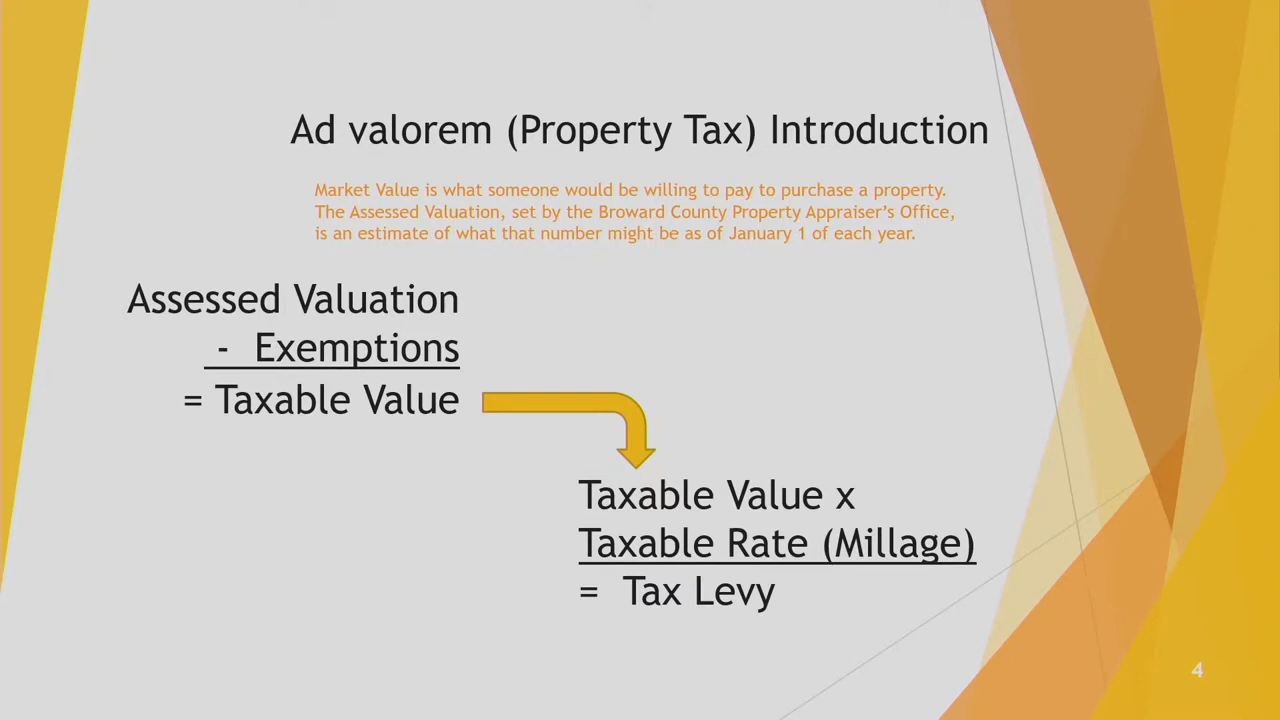 Ad valorem (Property Tax) Introduction
Market Value is what someone would be willing to pay to purchase a property.
The Assessed Valuation, set by the Broward County Property Appraiser’s Office,
is an estimate of what that number might be as of January 1 of each year.
Assessed Valuation
- Exemptions
= Taxable Value
Taxable Value x
Taxable Rate (Millage)
= Tax Levy
4